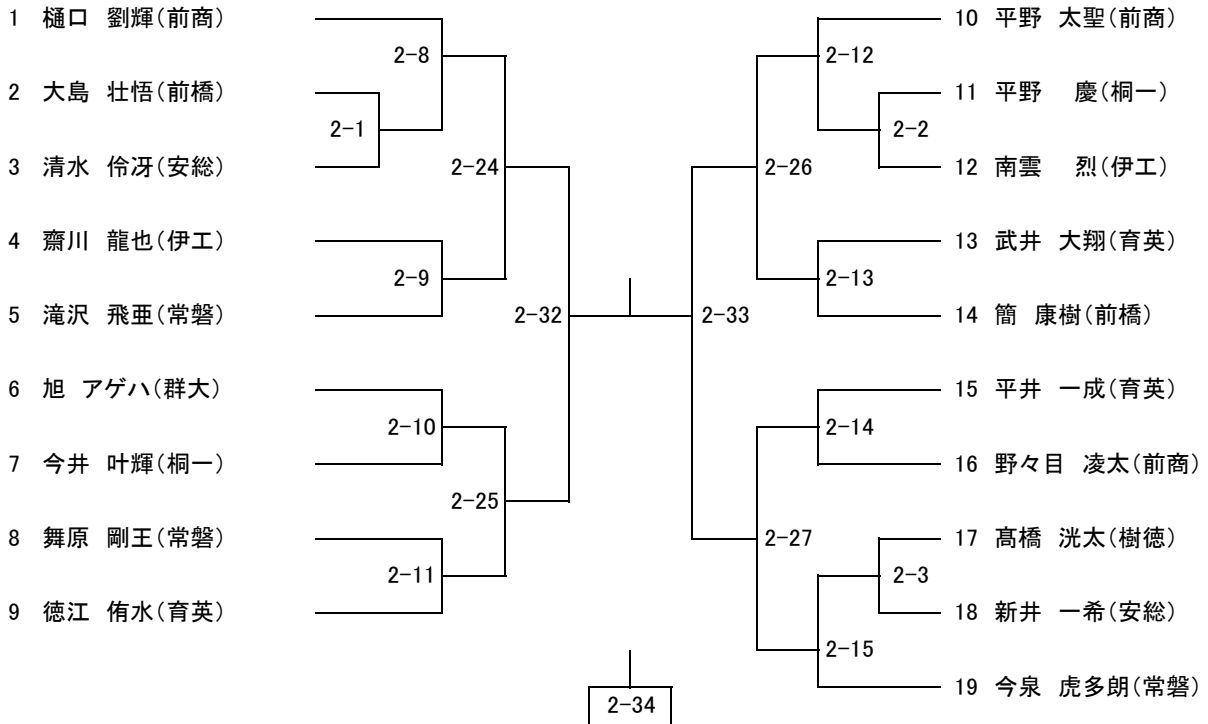 1 樋口 劉輝(前商)
2-8
2 大島 壮悟(前橋)
2-1
3 清水 伶冴(安総)
2-24
4 齋川 龍也(伊工)
2-9
5 滝沢 飛亜(常磐)
2-32
6 旭 アゲハ(群大)
2-10
7 今井 叶輝(桐一)
2-25
8 舞原 剛王(常磐)
2-11
9 徳江 侑水(育英)
10 平野 太聖(前商)
2-12
11 平野 慶(桐一)
2-2
12 南雲 烈(伊工)
2-26
13 武井 大翔(育英)
2-13
14 簡 康樹(前橋)
2-33
15 平井 一成(育英)
2-14
16 野々目 凌太(前商)
2-27
17 髙橋 洸太(樹徳)
2-3
18 新井 一希(安総)
2-15
19 今泉 虎多朗(常磐)
2-34